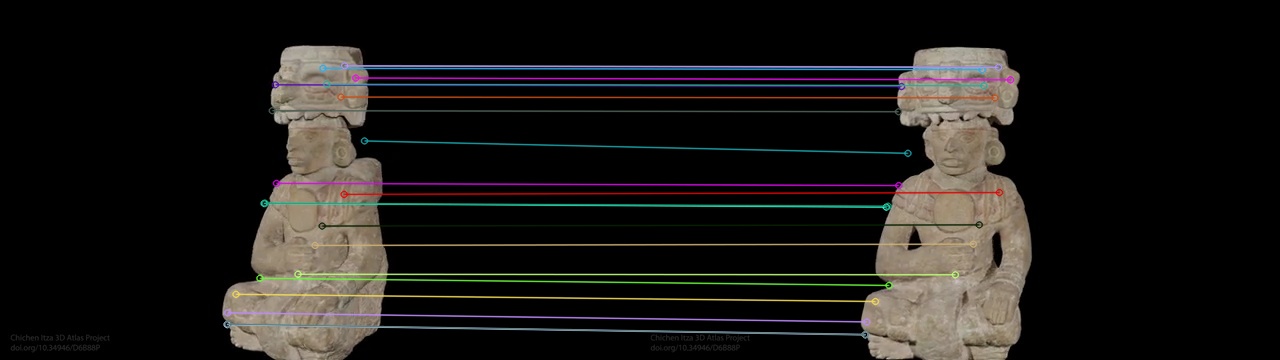 Chichen Itza 3D Atlas Project
doi.org/10.34946/D6B88P
Chichen Itza 3D Atlas Project
doi.org/10.34946/D6B88P